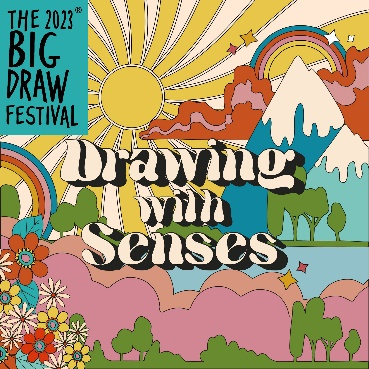 THE 2023®
BIG
DRAW
FESTIVAL
Drawing
with
Senses